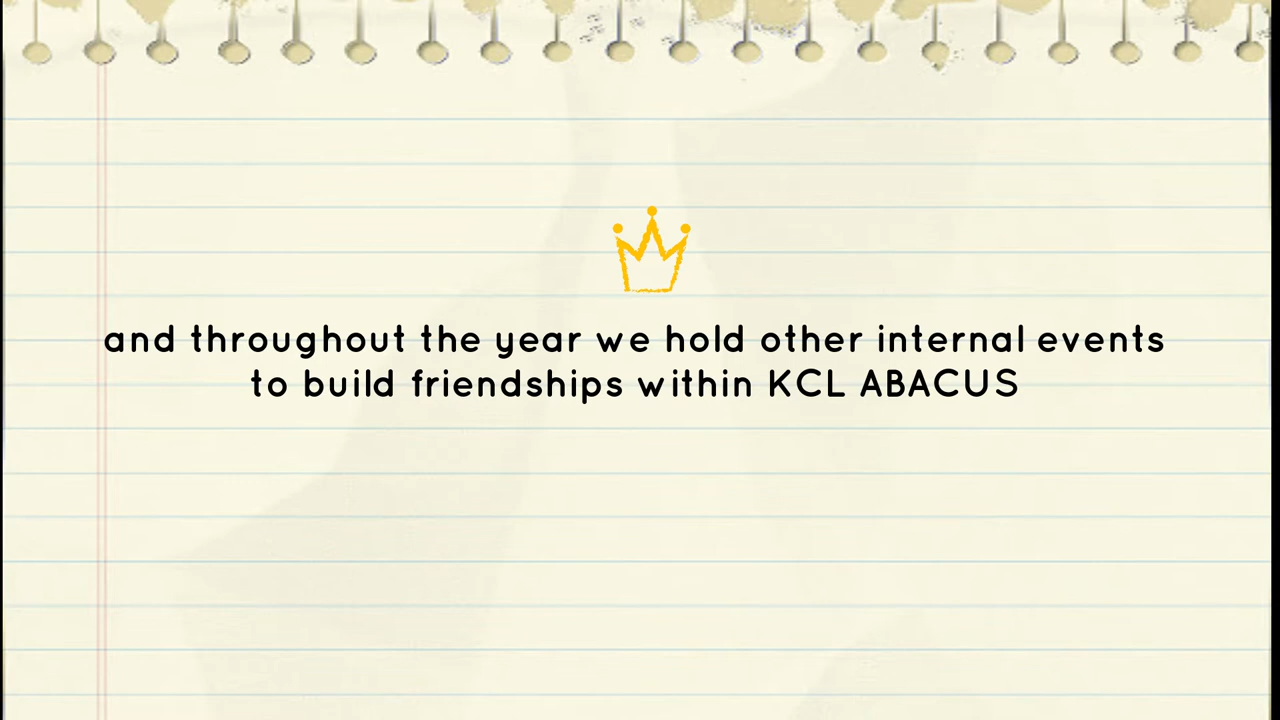 and throughout the year we hold other internal events
to build friendships within KCL ABACUS